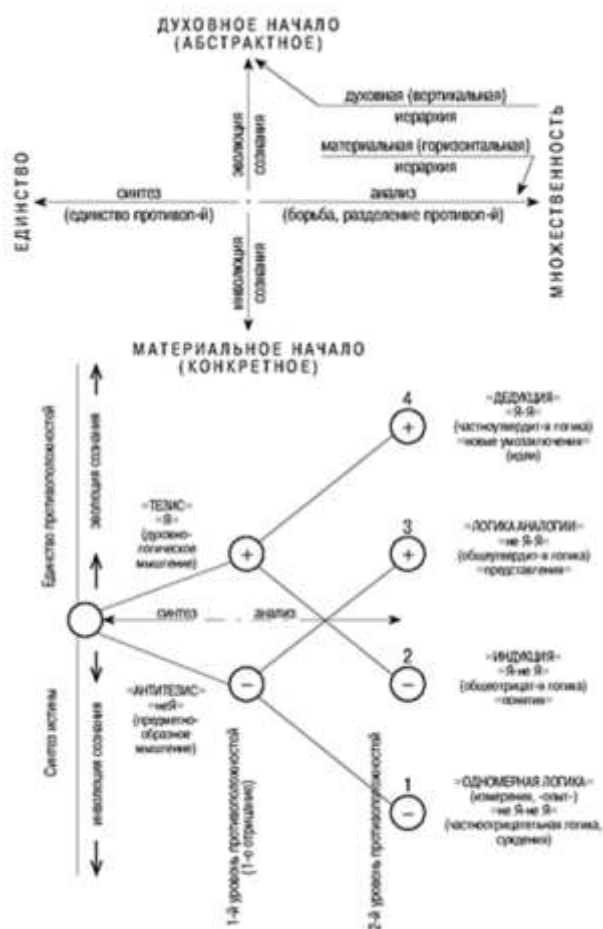 ДУХОВНОЕ НАЧАЛО
(АБСТРАКТНОЕ)
духовная (вертикальная)
иерархия
материальная (горизонтальная)
иерархия
ЭВОЛЮЦИЯ
СОЗНАНИЯ
ЕДИНСТВО
МНОЖЕСТВЕННОСТЬ
синтез
(единство противоп-й)
анализ
(борьба, разделение противоп-й)
ИНВОЛЮЦИЯ
СОЗНАНИЯ
МАТЕРИАЛЬНОЕ НАЧАЛО
(КОНКРЕТНОЕ)
Единство противоположностей
эволюция сознания
Синтез истины
инволюция сознания
«ТЕЗИС»
«Я»
(духовно-
логическое
мышление)
+
синтез - анализ
«АНТИТЕЗИС»
«неЯ»
(предметно-
образное
мышление)
−
1-й уровень противоположностей
(1-о отрицание)
2-й уровень противоположностей
4
+
«ДЕДУКЦИЯ»
«Я-Я»
(частноутвердит-я логика)
«новые умозаключения»
(идеи)
3
+
«ЛОГИКА АНАЛОГИИ»
«не Я-Я»
(общеутвердит-я логика)
«представления»
2
−
«ИНДУКЦИЯ»
«Я-не Я»
(общеотрицат-я логика)
«понятия»
1
−
«ОДНОМЕРНАЯ ЛОГИКА»
(измерения, «опыт»)
«не Я-не Я»
(частноотрицательная логика,
суждения)